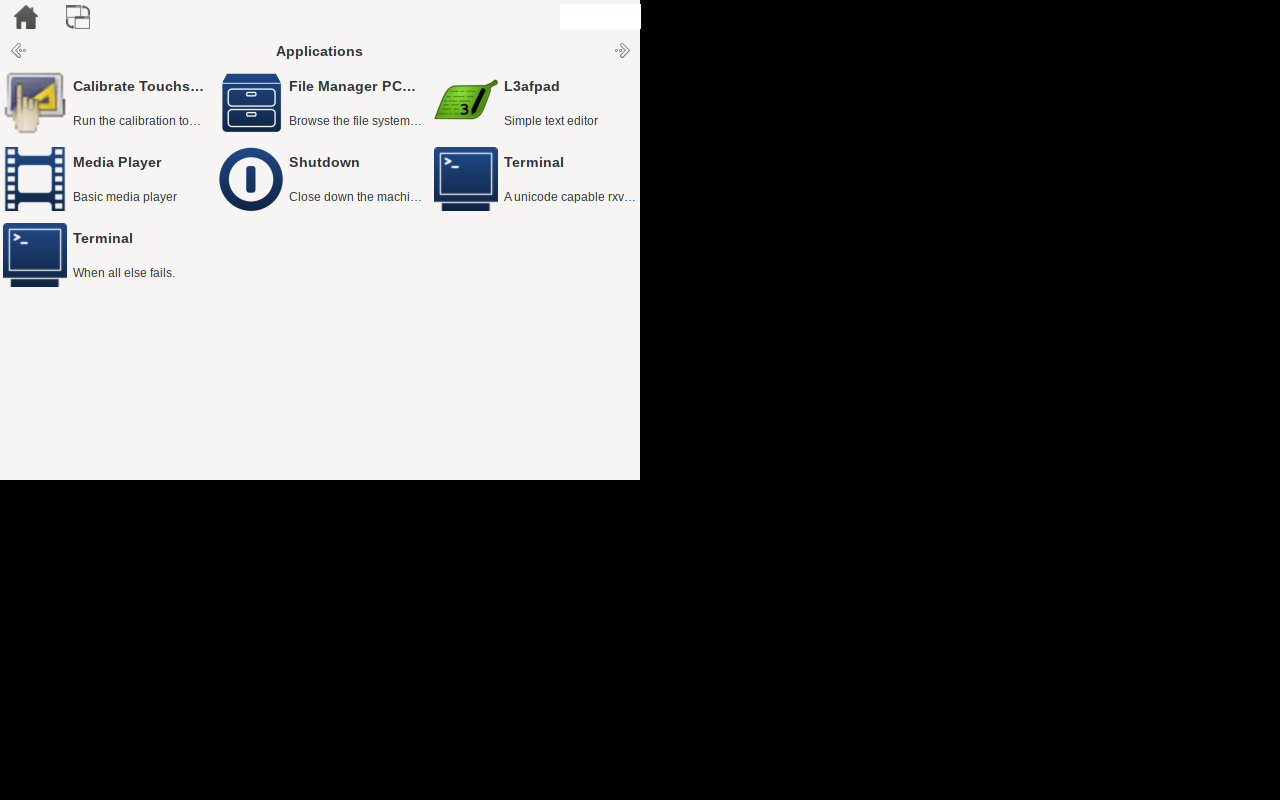 Applications
Calibrate Touchs…
Run the calibration to…
File Manager PC…
Browse the file system…
L3afpad
Simple text editor
3
Media Player
Basic media player
Shutdown
Close down the machi…
>_
Terminal
A unicode capable rxv…
>_
Terminal
When all else fails.